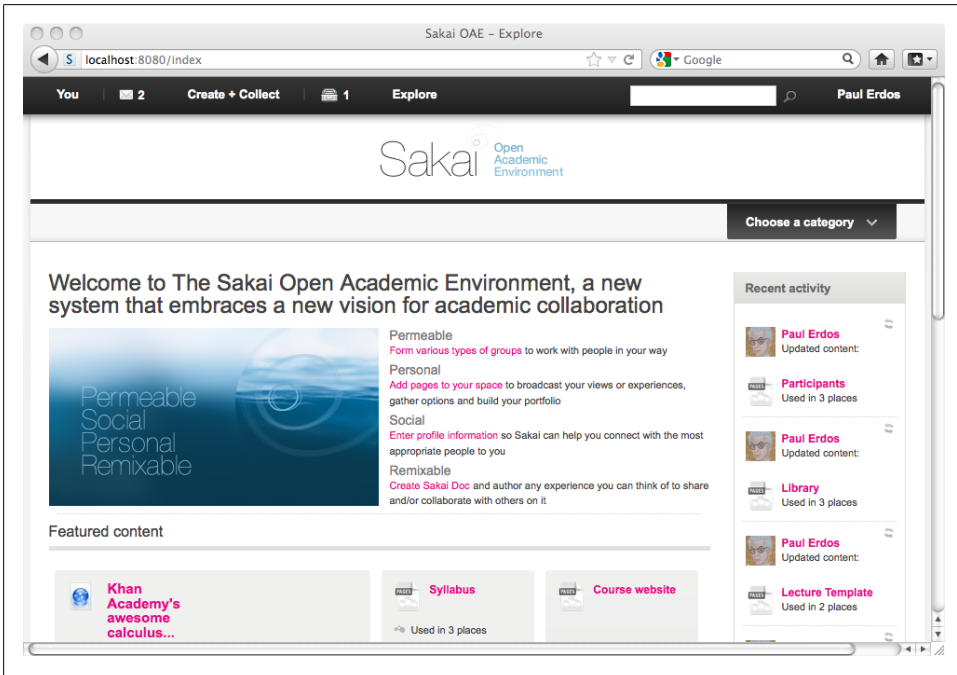 Sakai OAE – Explore
S localhost:8080/index
Google
You
2
Create + Collect
1
Explore
Paul Erdos
Sakai
Open
Academic
Environment
Choose a category
Welcome to The Sakai Open Academic Environment, a new
system that embraces a new vision for academic collaboration
Permeable
Social
Personal
Remixable
Permeable
Form various types of groups to work with people in your way
Personal
Add pages to your space to broadcast your views or experiences,
gather options and build your portfolio
Social
Enter profile information so Sakai can help you connect with the most
appropriate people to you
Remixable
Create Sakai Doc and author any experience you can think of to share
and/or collaborate with others on it
Featured content
Khan
Academy's
awesome
calculus...
PAGES
Syllabus
Used in 3 places
PAGES
Course website
Recent activity
Paul Erdos
Updated content:
PAGES
Participants
Used in 3 places
Paul Erdos
Updated content:
PAGES
Library
Used in 3 places
Paul Erdos
Updated content:
PAGES
Lecture Template
Used in 2 places